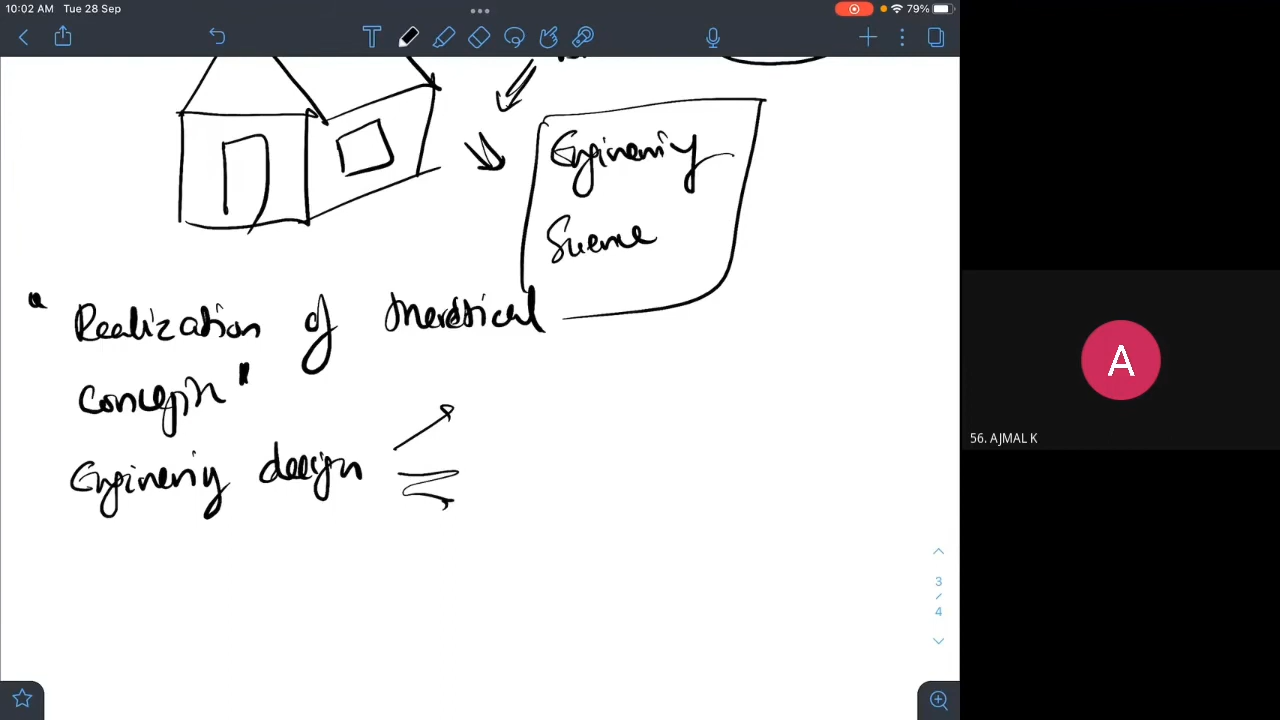 10:02 AM Tue 28 Sep
79%
Engineering
Science
"Realization of theoretical
concepts"
Engineering design
3
/
4
A
56. AJMAL K
T